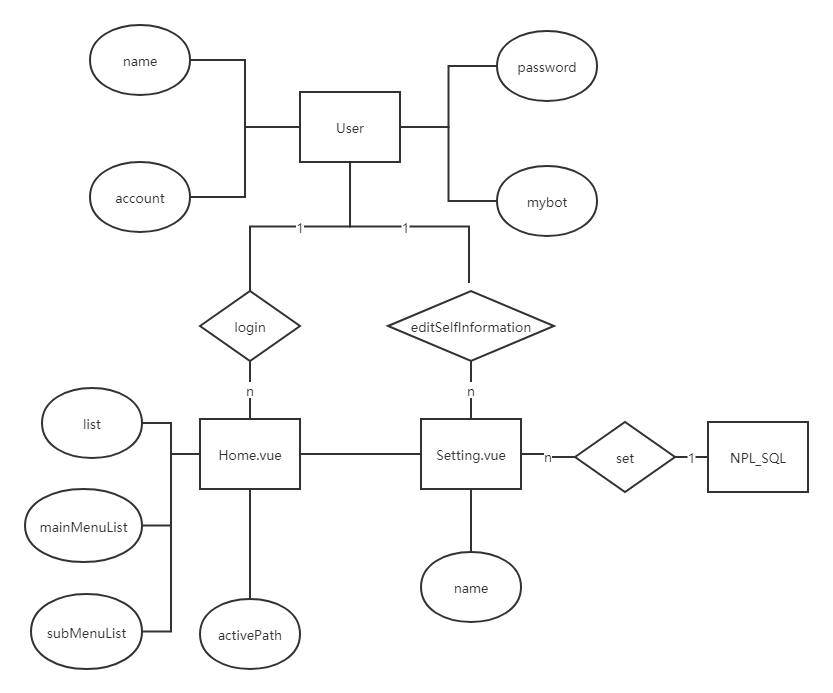 name
password
User
account
mybot
1
1
login
editSelfInformation
n
n
list
Home.vue
Setting.vue
n
set
1
NPL_SQL
mainMenuList
name
subMenuList
activePath